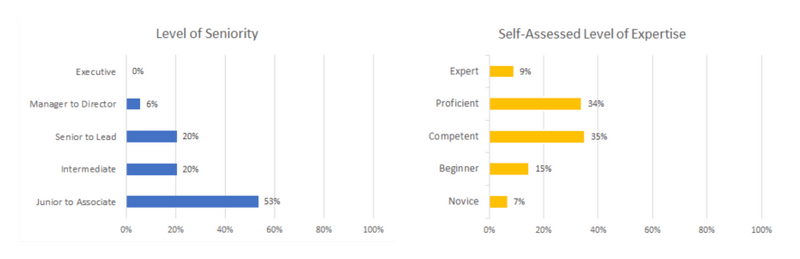 Level of Seniority
Executive 0%
Manager to Director 6%
Senior to Lead 20%
Intermediate 20%
Junior to Associate 53%
0% 20% 40% 60% 80% 100%
Self-Assessed Level of Expertise
Expert 9%
Proficient 34%
Competent 35%
Beginner 15%
Novice 7%
0% 20% 40% 60% 80% 100%